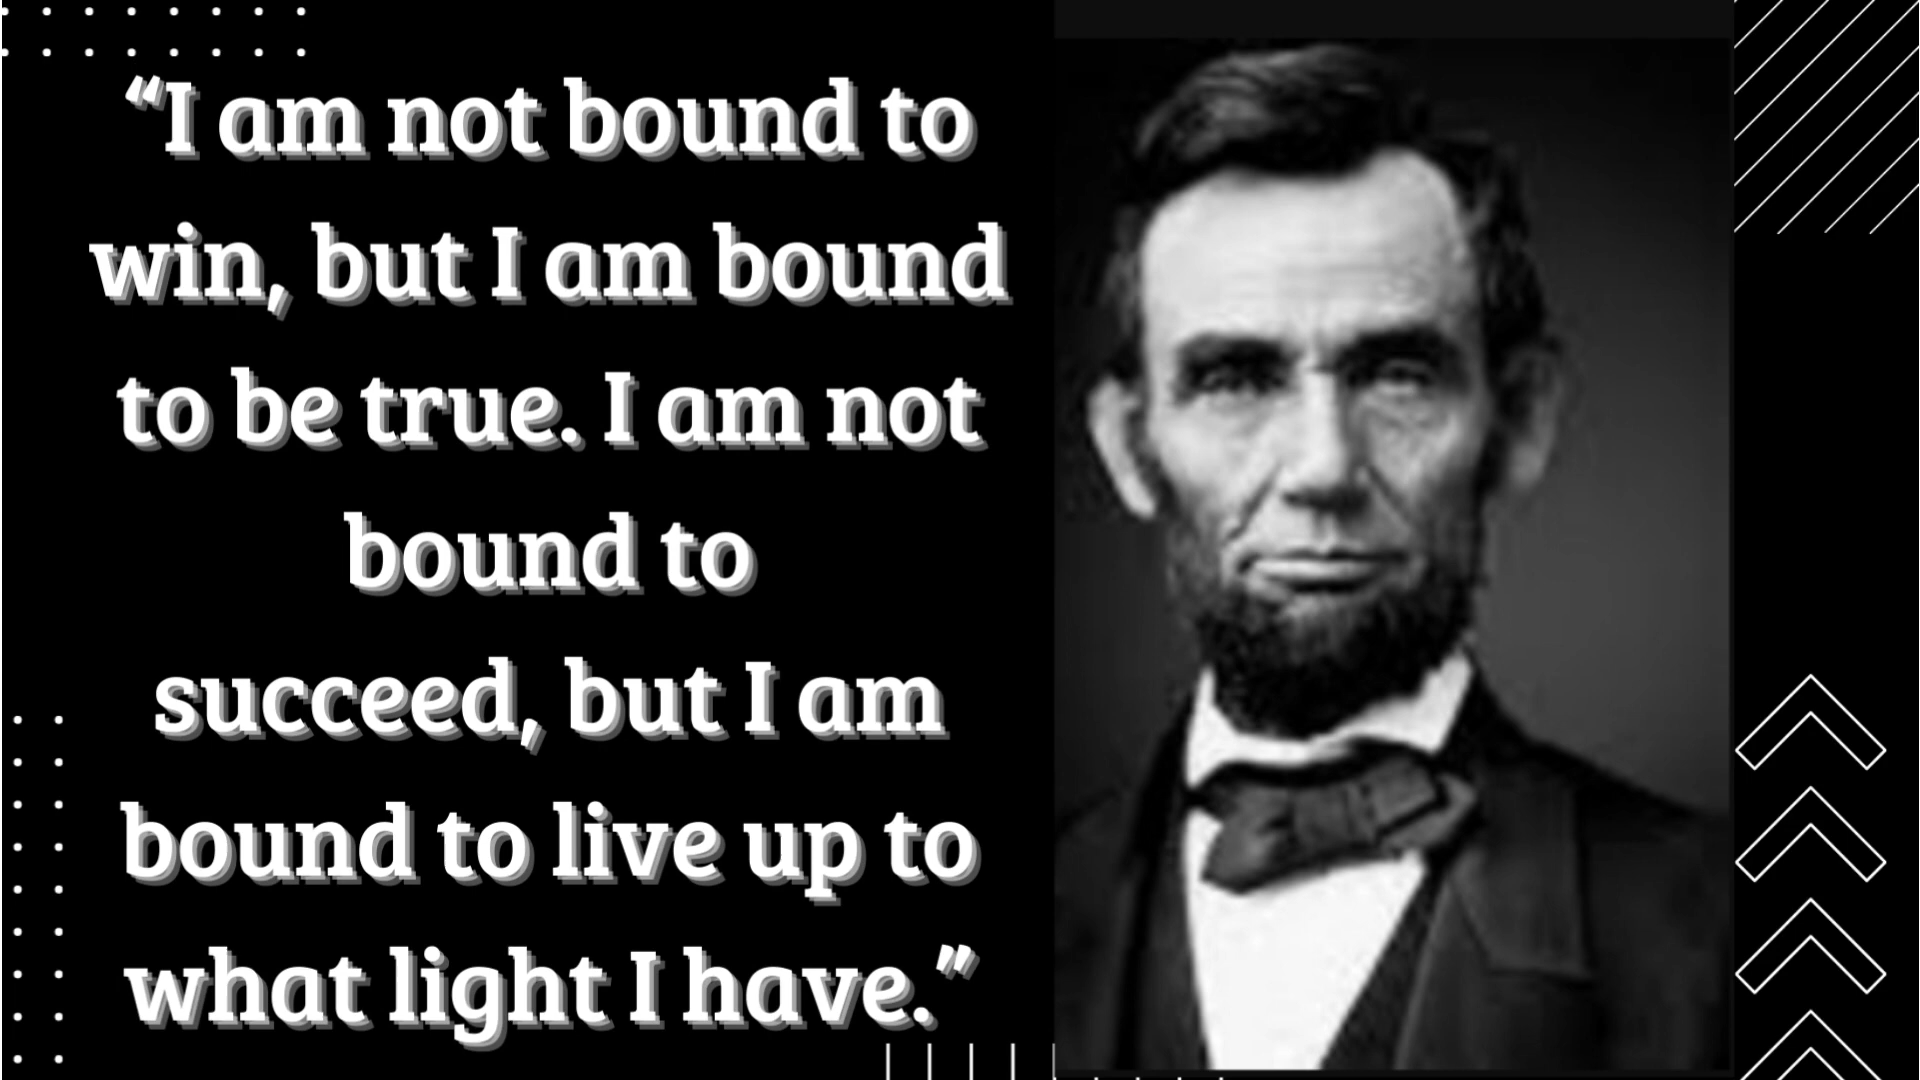 “I am not bound to
win, but I am bound
to be true. I am not
bound to
succeed, but I am
bound to live up to
what light I have.”